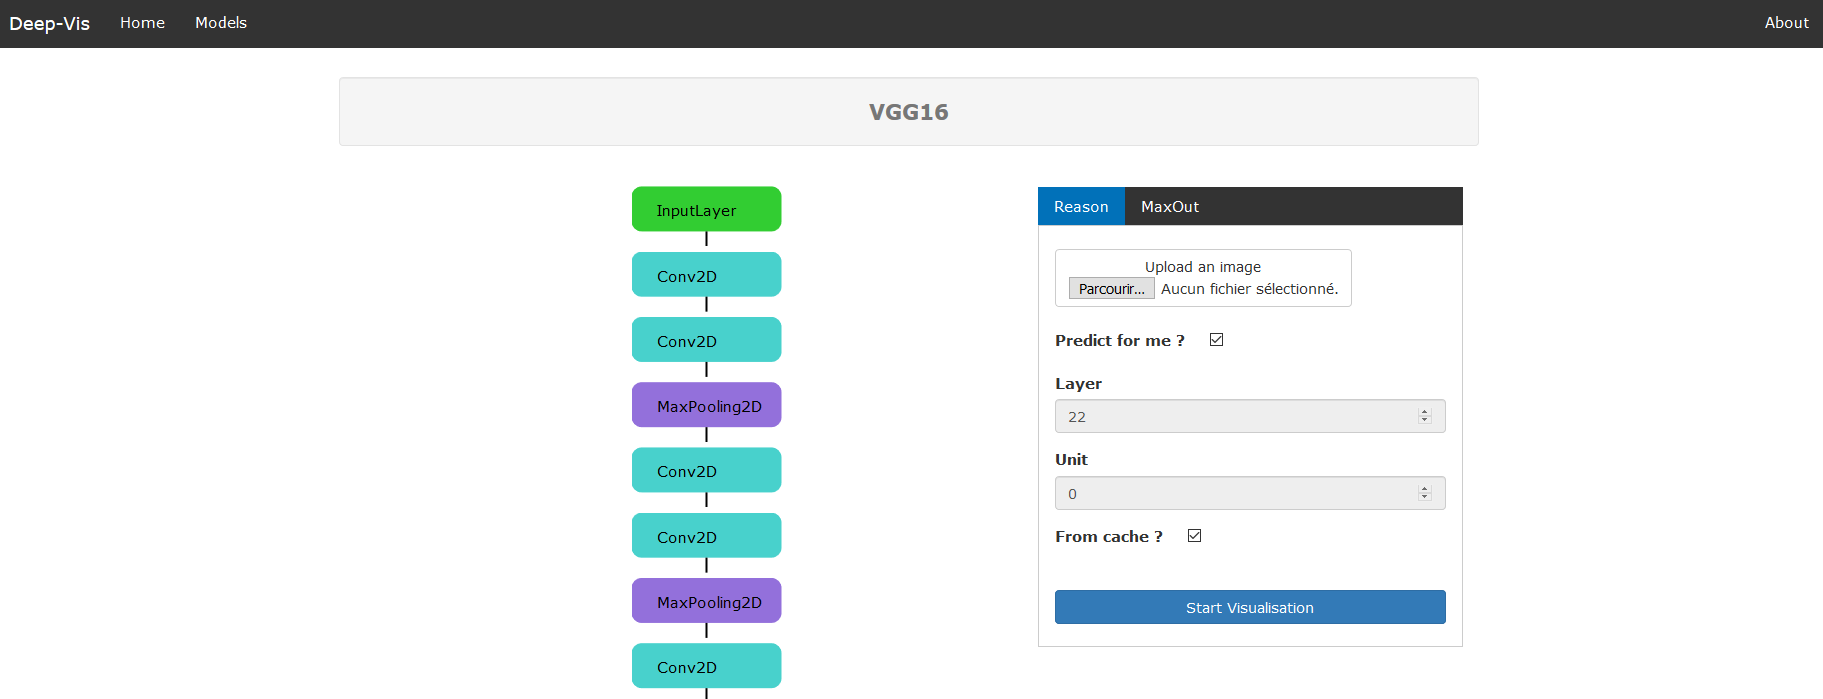 Deep-Vis Home Models About
VGG16
InputLayer
Conv2D
Conv2D
MaxPooling2D
Conv2D
Conv2D
MaxPooling2D
Conv2D
Reason MaxOut
Upload an image
Parcourir... Aucun fichier sélectionné.
Predict for me ?
Layer
22
Unit
0
From cache ?
Start Visualisation